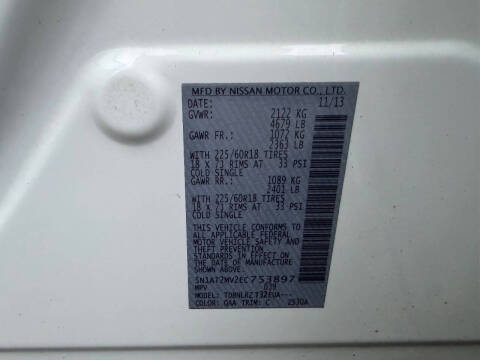 MFD BY NISSAN MOTOR CO., LTD.
DATE: 11/13
GVWR: 2122 KG
4679 LB
GAWR FR.: 1072 KG
2363 LB
WITH 225/60R18 TIRES
18 X 7J RIMS AT 33 PSI
COLD SINGLE
GAWR RR.: 1089 KG
2401 LB
WITH 225/60R18 TIRES
18 X 7J RIMS AT 33 PSI
COLD SINGLE
THIS VEHICLE CONFORMS TO
ALL APPLICABLE FEDERAL
MOTOR VEHICLE SAFETY AND
THEFT PREVENTION STANDARDS
IN EFFECT ON THE DATE OF
MANUFACTURE SHOWN ABOVE.
5N1AT2MV2EC753897
MPV
MODEL:
COLOR: QAA TRIM: C